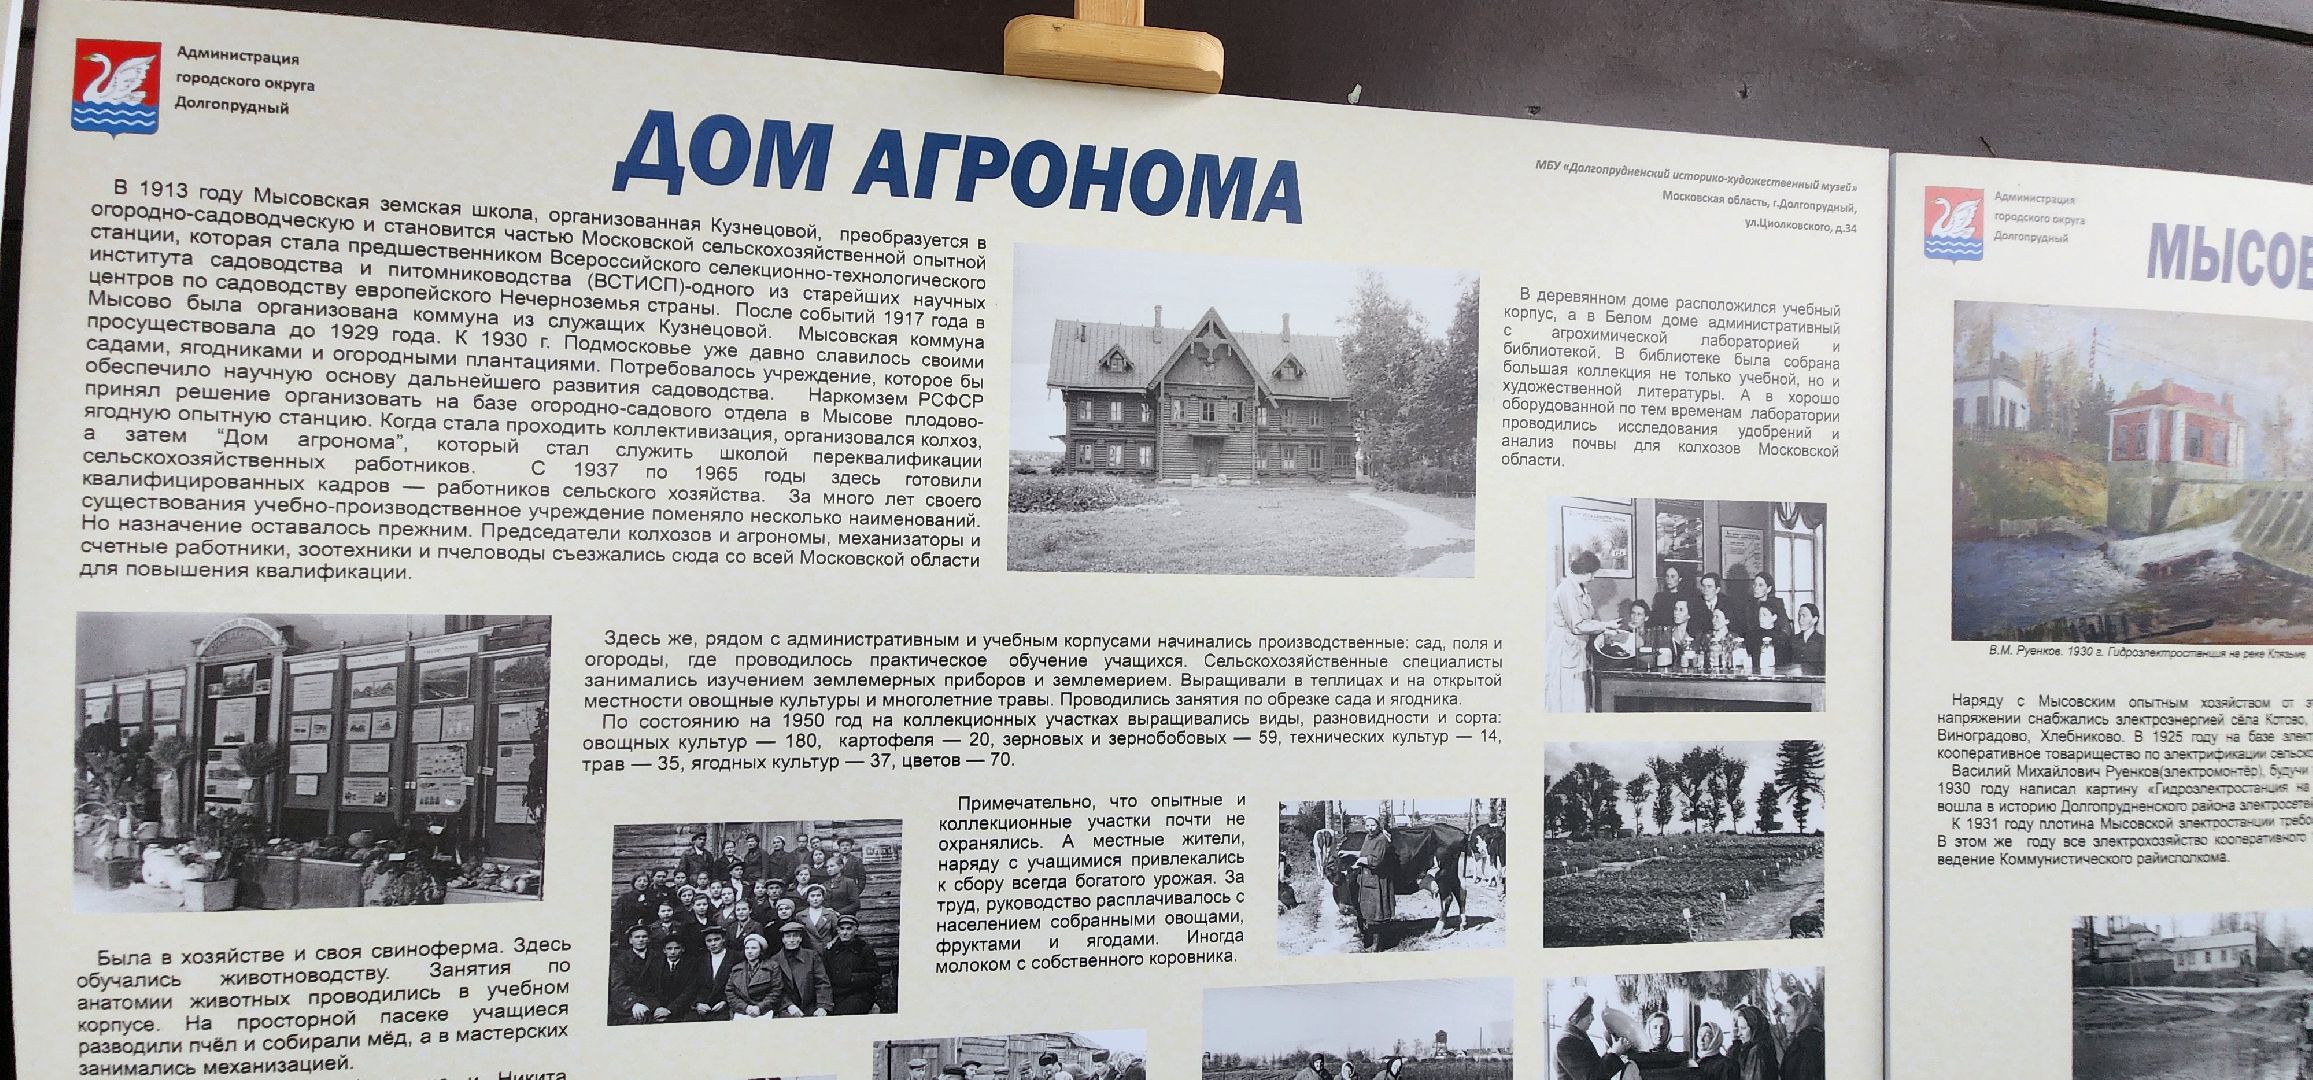 Администрация
городского округа
Долгопрудный
ДОМ АГРОНОМА
МБУ «Долгопрудненский историко-художественный музей»
Московская область, г.Долгопрудный,
ул.Циолковского, д.34
В 1913 году Мысовская земская школа, организованная Кузнецовой, преобразуется в
огородно-садоводческую и становится частью Московской сельскохозяйственной опытной
станции, которая стала предшественником Всероссийского селекционно-технологического
института садоводства и питомниководства (ВСТИСП)-одного из старейших научных
центров по садоводству европейского Нечерноземья страны. После событий 1917 года в
Мысово была организована коммуна из служащих Кузнецовой. Мысовская коммуна
просуществовала до 1929 года. К 1930 г. Подмосковье уже давно славилось своими
садами, ягодниками и огородными плантациями. Потребовалось учреждение, которое бы
обеспечило научную основу дальнейшего развития садоводства. Наркомзем РСФСР
принял решение организовать на базе огородно-садового отдела в Мысове плодово-
ягодную опытную станцию. Когда стала проходить коллективизация, организовался колхоз,
а затем “Дом агронома”, который стал служить школой переквалификации
сельскохозяйственных работников. С 1937 по 1965 годы здесь готовили
квалифицированных кадров — работников сельского хозяйства. За много лет своего
существования учебно-производственное учреждение поменяло несколько наименований.
Но назначение оставалось прежним. Председатели колхозов и агрономы, механизаторы и
счетные работники, зоотехники и пчеловоды съезжались сюда со всей Московской области
для повышения квалификации.
В деревянном доме расположился учебный
корпус, а в Белом доме административный
с агрохимической лабораторией и
библиотекой. В библиотеке была собрана
большая коллекция не только учебной, но и
художественной литературы. А в хорошо
оборудованной по тем временам лаборатории
проводились исследования удобрений и
анализ почвы для колхозов Московской
области.
Здесь же, рядом с административным и учебным корпусами начинались производственные: сад, поля и
огороды, где проводилось практическое обучение учащихся. Сельскохозяйственные специалисты
занимались изучением землемерных приборов и землемерием. Выращивали в теплицах и на открытой
местности овощные культуры и многолетние травы. Проводились занятия по обрезке сада и ягодника.
По состоянию на 1950 год на коллекционных участках выращивались виды, разновидности и сорта:
овощных культур — 180, картофеля — 20, зерновых и зернобобовых — 59, технических культур — 14,
трав — 35, ягодных культур — 37, цветов — 70.
Примечательно, что опытные и
коллекционные участки почти не
охранялись. А местные жители,
наряду с учащимися привлекались
к сбору всегда богатого урожая. За
труд, руководство расплачивалось с
населением собранными овощами,
фруктами и ягодами. Иногда
молоком с собственного коровника.
Была в хозяйстве и своя свиноферма. Здесь
обучались животноводству. Занятия по
анатомии животных проводились в учебном
корпусе. На просторной пасеке учащиеся
разводили пчёл и собирали мёд, а в мастерских
занимались механизацией.
и Никита
Администрация
городского округа
Долгопрудный
МЫСОВ
В.М. Руенков. 1930 г. Гидроэлектростанция на реке Клязьме
Наряду с Мысовским опытным хозяйством от
напряжении снабжались электроэнергией сёла Котово,
Виноградово, Хлебниково. В 1925 году на базе
кооперативное товарищество по электрификации
Василий Михайлович Руенков(электромонтёр), будучи
1930 году написал картину «Гидроэлектростанция на
вошла в историю Долгопрудненского района
К 1931 году плотина Мысовской электростанции
В этом же году все электрохозяйство кооперативного
ведение Коммунистического райисполкома.